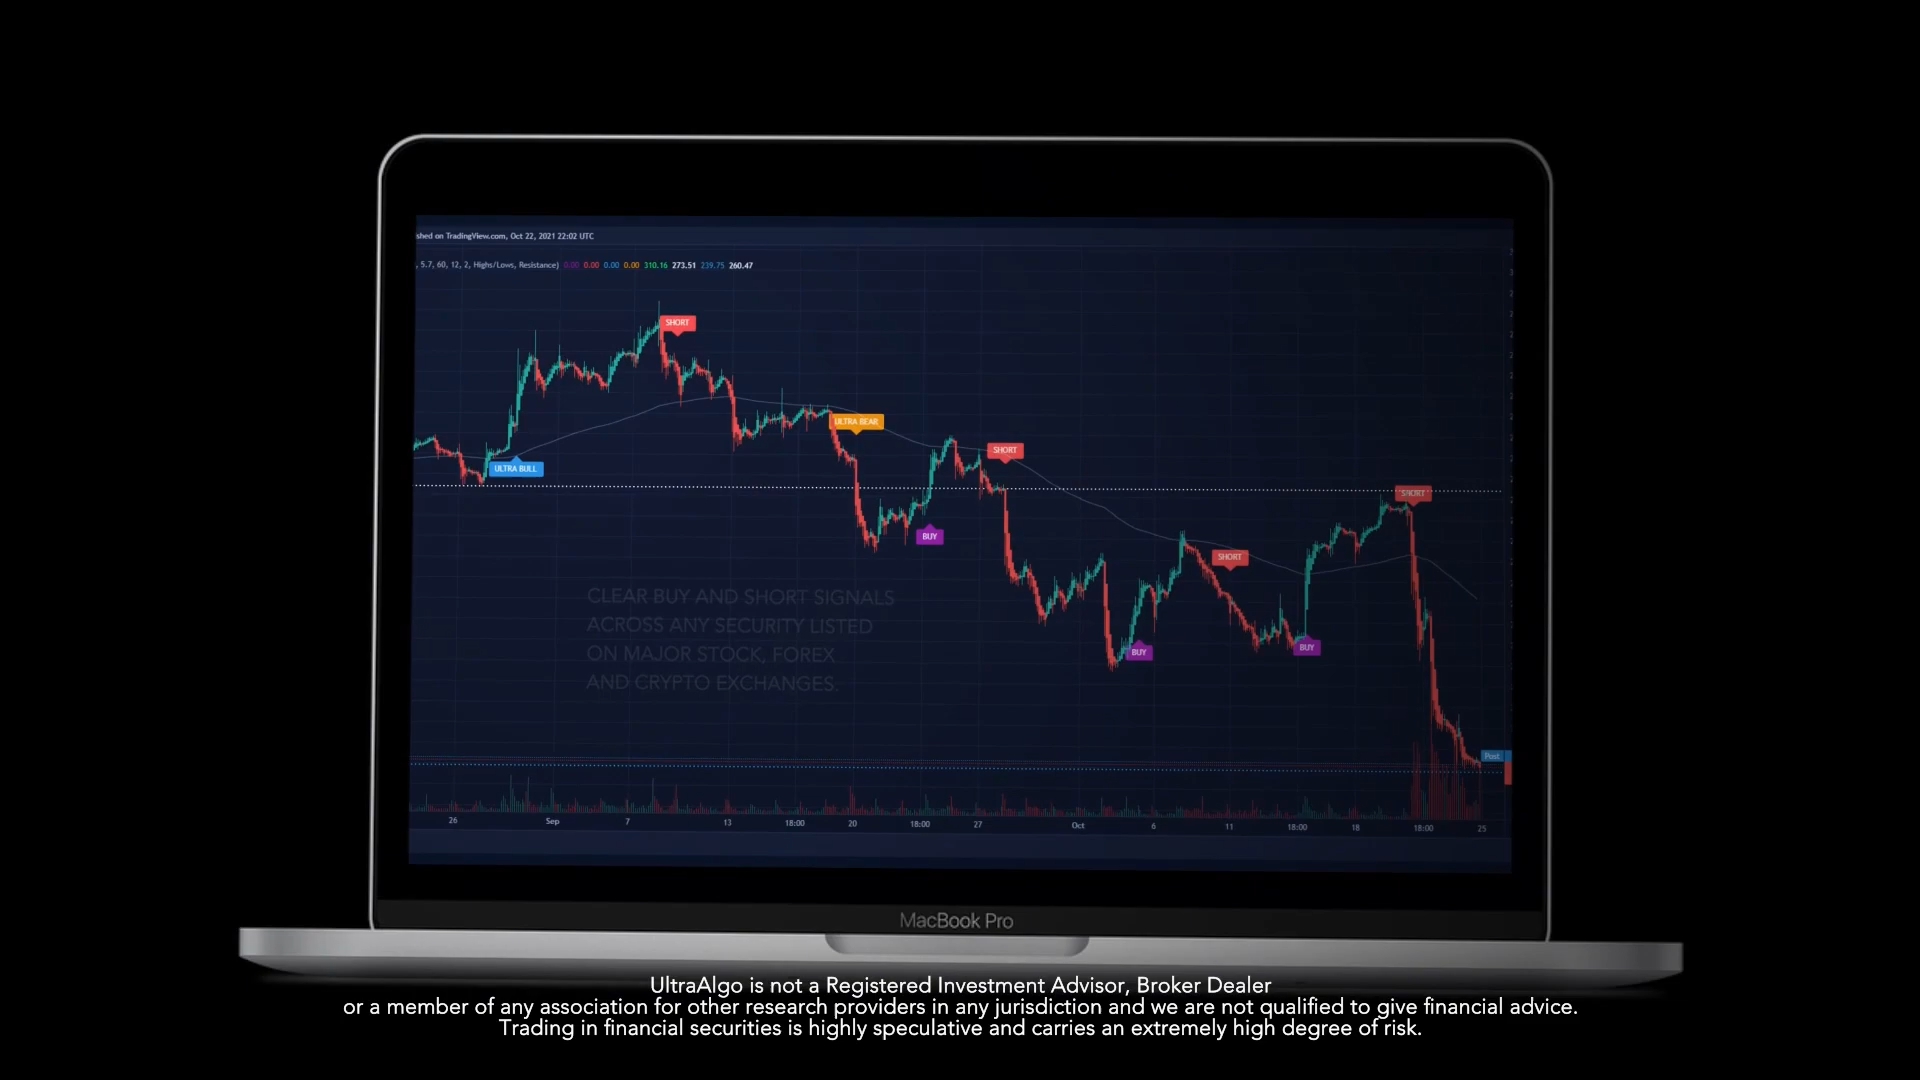 shed on TradingView.com, Oct 22, 2021 22:02 UTC
, 5.7, 60, 12, 2, Highs/Lows, Resistance) 0.00 0.00 0.00 0.00 310.16 273.51 239.75 260.47
SHORT
ULTRA BEAR
SHORT
ULTRA BULL
SHORT
BUY
SHORT
BUY
BUY
CLEAR BUY AND SHORT SIGNALS
ACROSS ANY SECURITY LISTED
ON MAJOR STOCK, FOREX
AND CRYPTO EXCHANGES.
Post
26 Sep 7 13 18:00 20 18:00 27 Oct 6 11 18:00 18 18:00 25
MacBook Pro
UltraAlgo is not a Registered Investment Advisor, Broker Dealer
or a member of any association for other research providers in any jurisdiction and we are not qualified to give financial advice.
Trading in financial securities is highly speculative and carries an extremely high degree of risk.